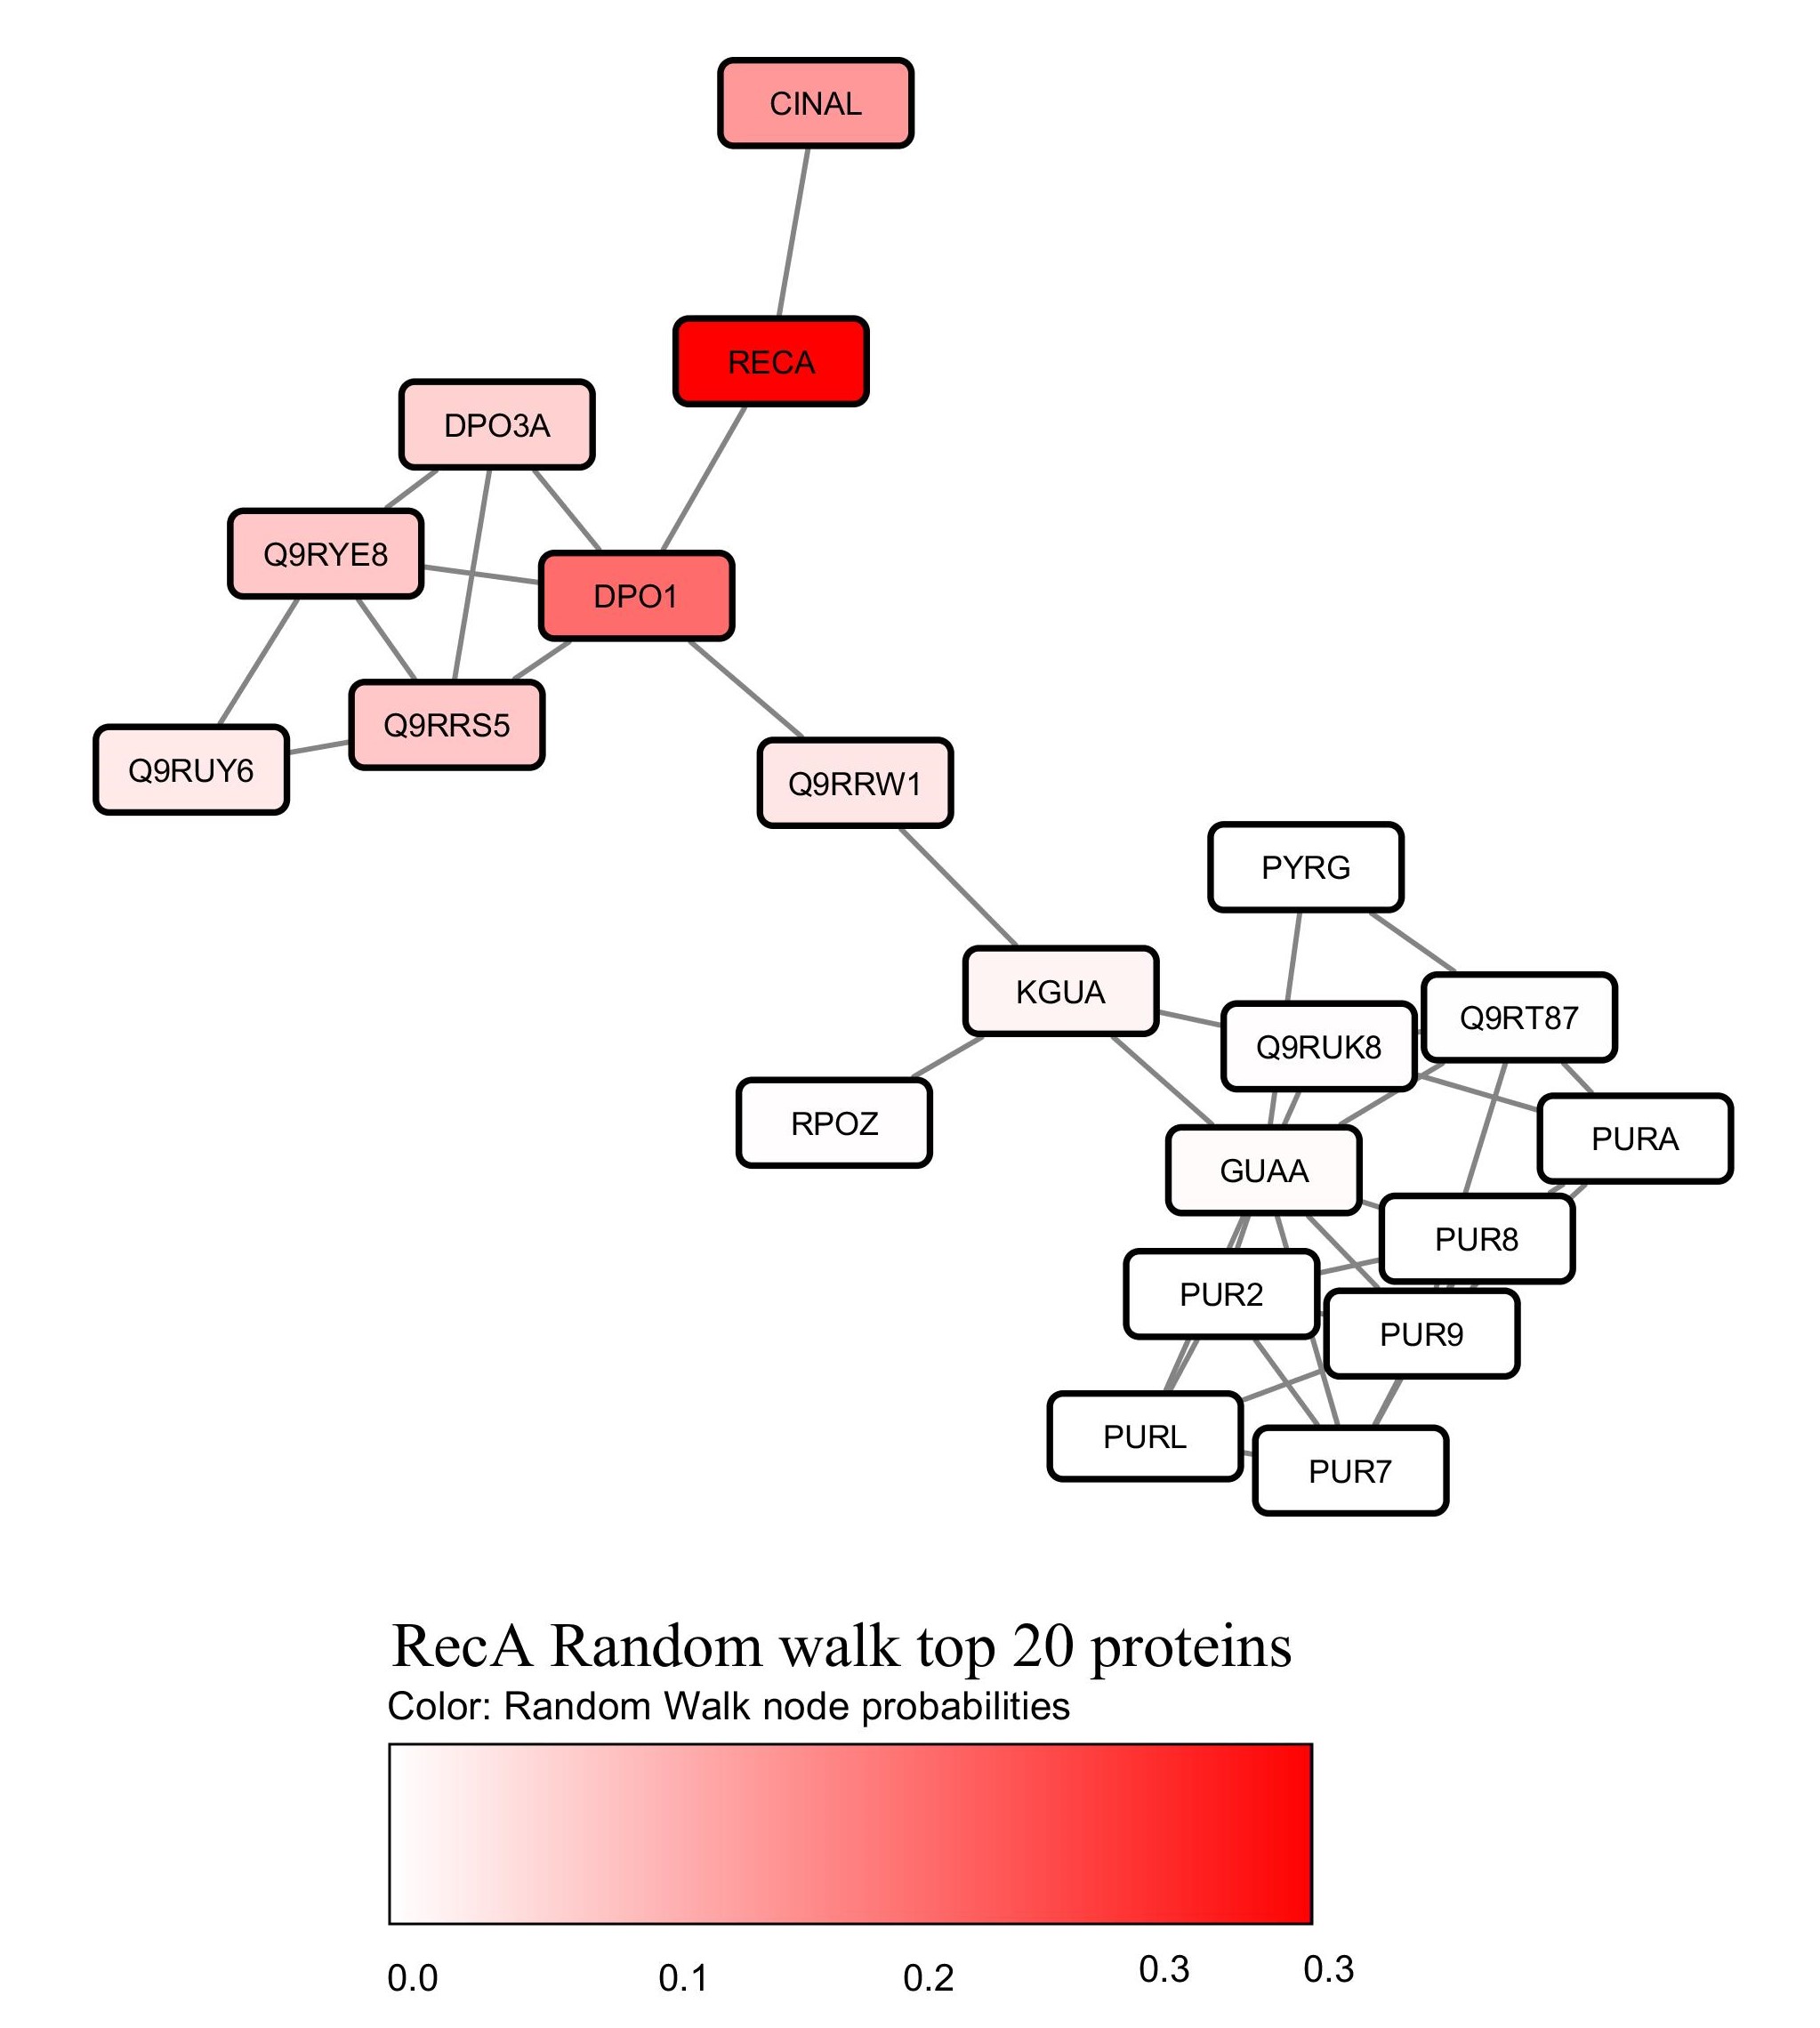 CINAL
RECA
DPO3A
Q9RYE8
DPO1
Q9RRS5
Q9RUY6
Q9RRW1
PYRG
KGUA
Q9RT87
Q9RUK8
RPOZ
PURA
GUAA
PUR8
PUR2
PUR9
PURL
PUR7
RecA Random walk top 20 proteins
Color: Random Walk node probabilities
0.0 0.1 0.2 0.3 0.3